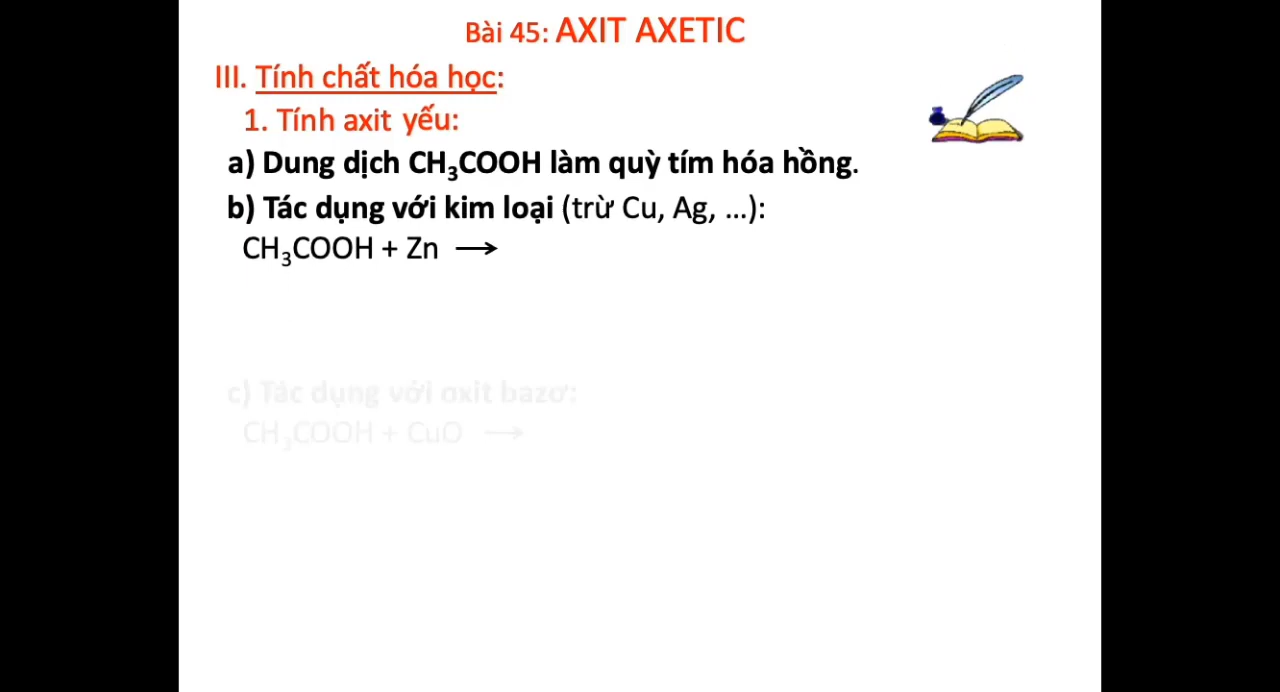 Bài 45: AXIT AXETIC
III. Tính chất hóa học:
1. Tính axit yếu:
a) Dung dịch CH₃COOH làm quỳ tím hóa hồng.
b) Tác dụng với kim loại (trừ Cu, Ag, ...):
CH₃COOH + Zn ⟶
c) Tác dụng với oxit bazơ:
CH₃COOH + CuO ⟶